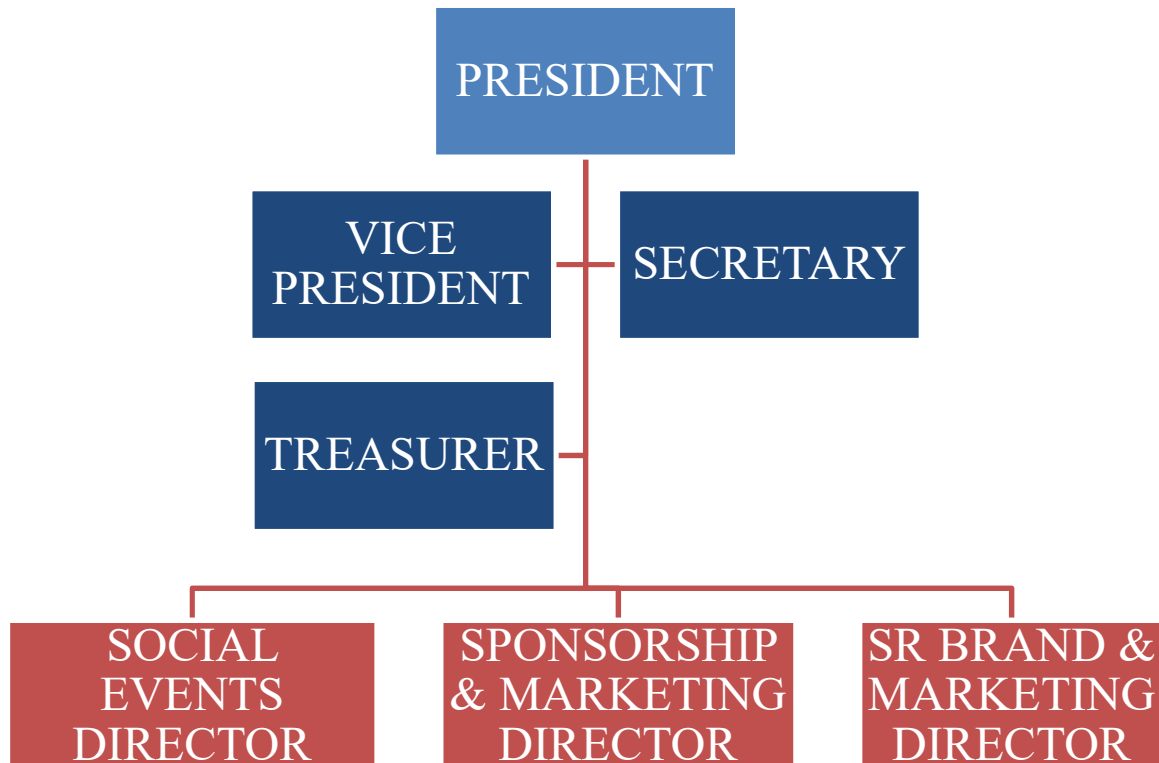 PRESIDENT
VICE
PRESIDENT
SECRETARY
TREASURER
SOCIAL
EVENTS
DIRECTOR
SPONSORSHIP
& MARKETING
DIRECTOR
SR BRAND &
MARKETING
DIRECTOR